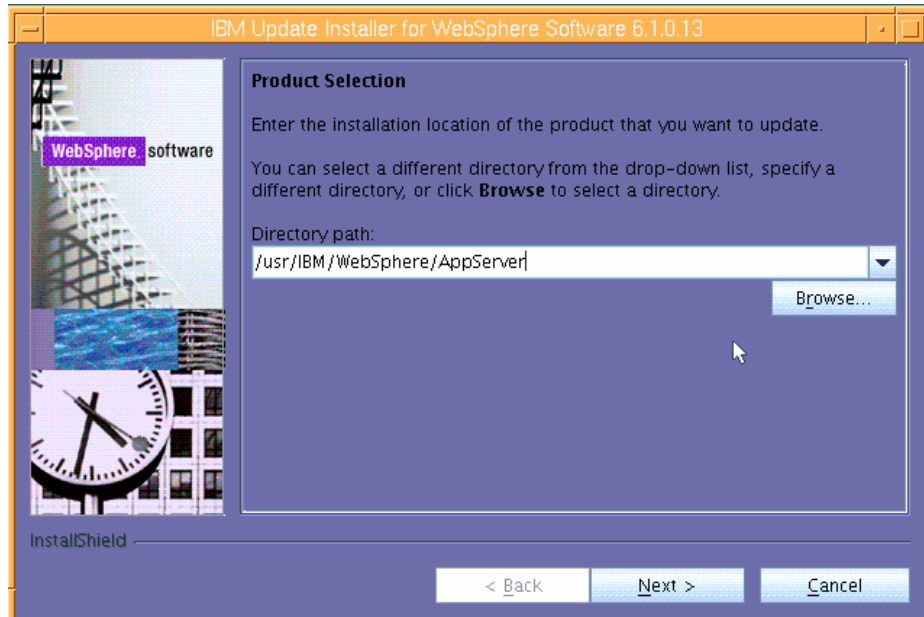 IBM Update Installer for WebSphere Software 6.1.0.13
WebSphere software
Product Selection
Enter the installation location of the product that you want to update.
You can select a different directory from the drop-down list, specify a
different directory, or click Browse to select a directory.
Directory path:
/usr/IBM/WebSphere/AppServer
Browse...
InstallShield
< Back
Next >
Cancel